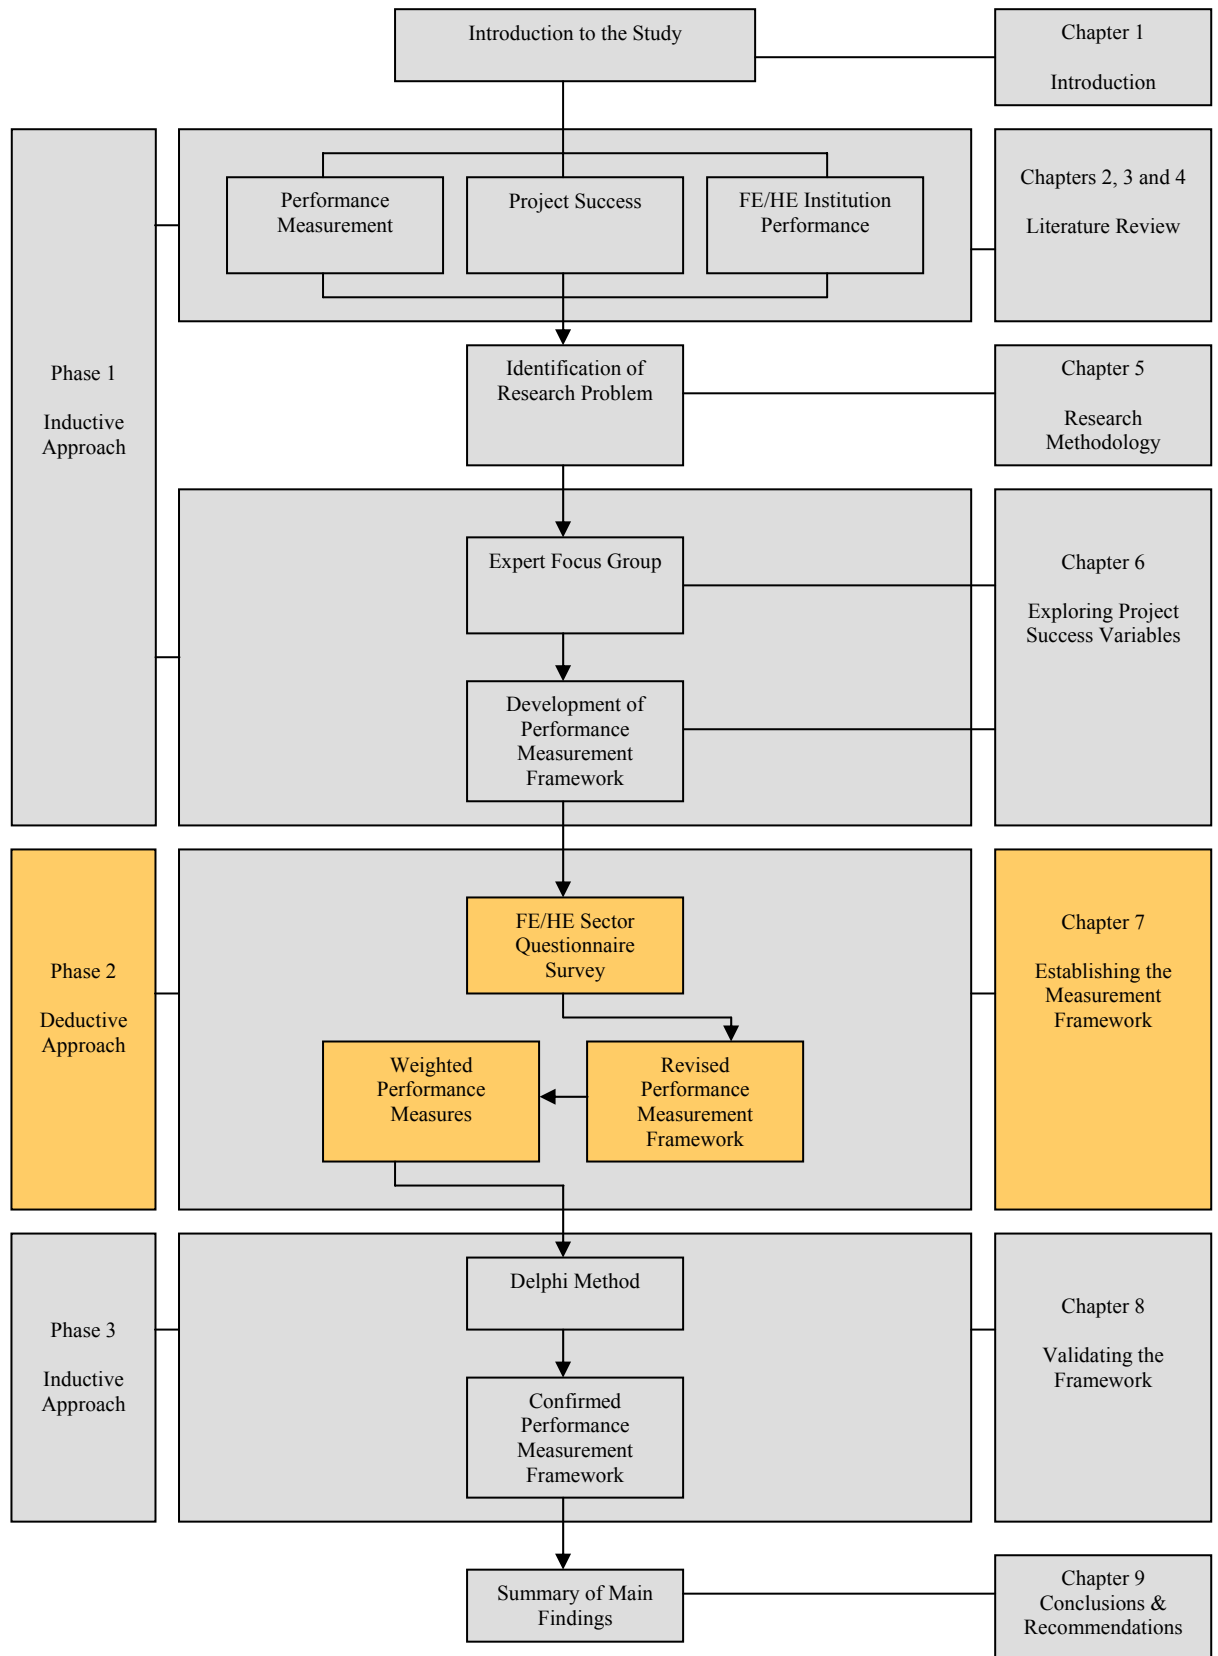 Introduction to the Study
Chapter 1
Introduction
Phase 1
Inductive
Approach
Performance
Measurement
Project Success
FE/HE Institution
Performance
Chapters 2, 3 and 4
Literature Review
Identification of
Research Problem
Chapter 5
Research
Methodology
Expert Focus Group
Development of
Performance
Measurement
Framework
Chapter 6
Exploring Project
Success Variables
Phase 2
Deductive
Approach
FE/HE Sector
Questionnaire
Survey
Weighted
Performance
Measures
Revised
Performance
Measurement
Framework
Chapter 7
Establishing the
Measurement
Framework
Phase 3
Inductive
Approach
Delphi Method
Confirmed
Performance
Measurement
Framework
Chapter 8
Validating the
Framework
Summary of Main
Findings
Chapter 9
Conclusions &
Recommendations